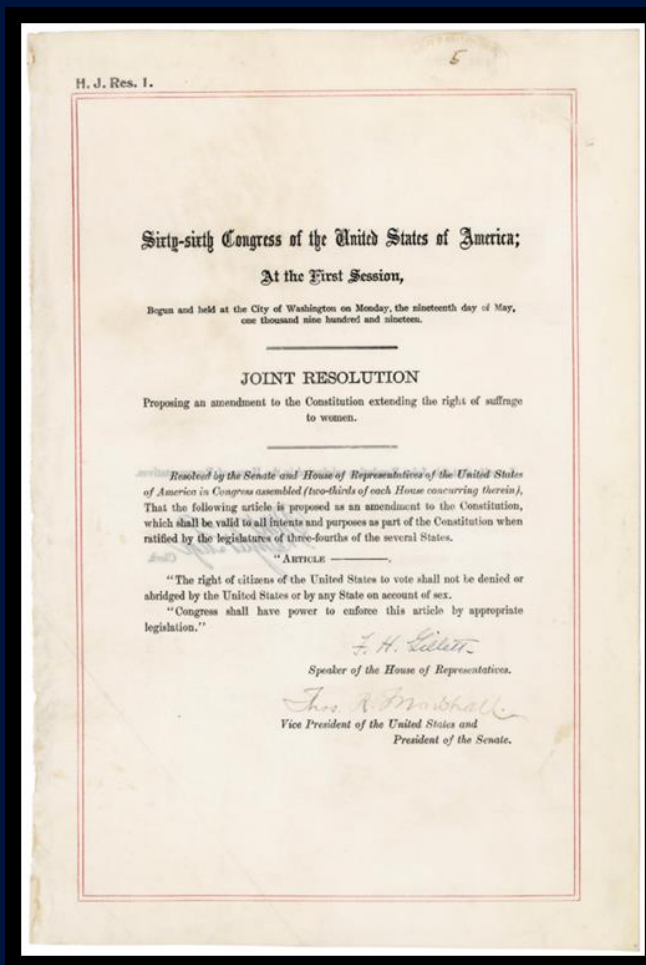 5
H. J. Res. 1.
Sixty-sixth Congress of the United States of America;
At the First Session,
Begun and held at the City of Washington on Monday, the nineteenth day of May,
one thousand nine hundred and nineteen.
JOINT RESOLUTION
Proposing an amendment to the Constitution extending the right of suffrage
to women.
Resolved by the Senate and House of Representatives of the United States
of America in Congress assembled (two-thirds of each House concurring therein),
That the following article is proposed as an amendment to the Constitution,
which shall be valid to all intents and purposes as part of the Constitution when
ratified by the legislatures of three-fourths of the several States.
"ARTICLE ————.
"The right of citizens of the United States to vote shall not be denied or
abridged by the United States or by any State on account of sex.
"Congress shall have power to enforce this article by appropriate
legislation."
F. H. Gillett
Speaker of the House of Representatives.
Thos. R. Marshall.
Vice President of the United States and
President of the Senate.